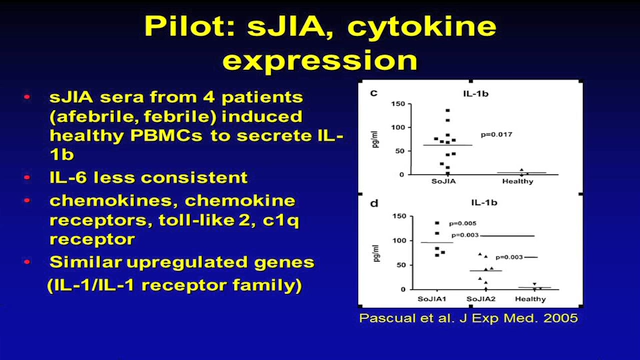 Pilot: sJIA, cytokine
expression
• sJIA sera from 4 patients
(afebrile, febrile) induced
healthy PBMCs to secrete IL-
1b
• IL-6 less consistent
• chemokines, chemokine
receptors, toll-like 2, c1q
receptor
• Similar upregulated genes
(IL-1/IL-1 receptor family)
c
IL-1b
150
100
50
0
pg/ml
p=0.017
SoJIA Healthy
d
IL-1b
150
100
50
0
pg/ml
p=0.005
p=0.003
p=0.003
SoJIA1 SoJIA2 Healthy
Pascual et al. J Exp Med. 2005